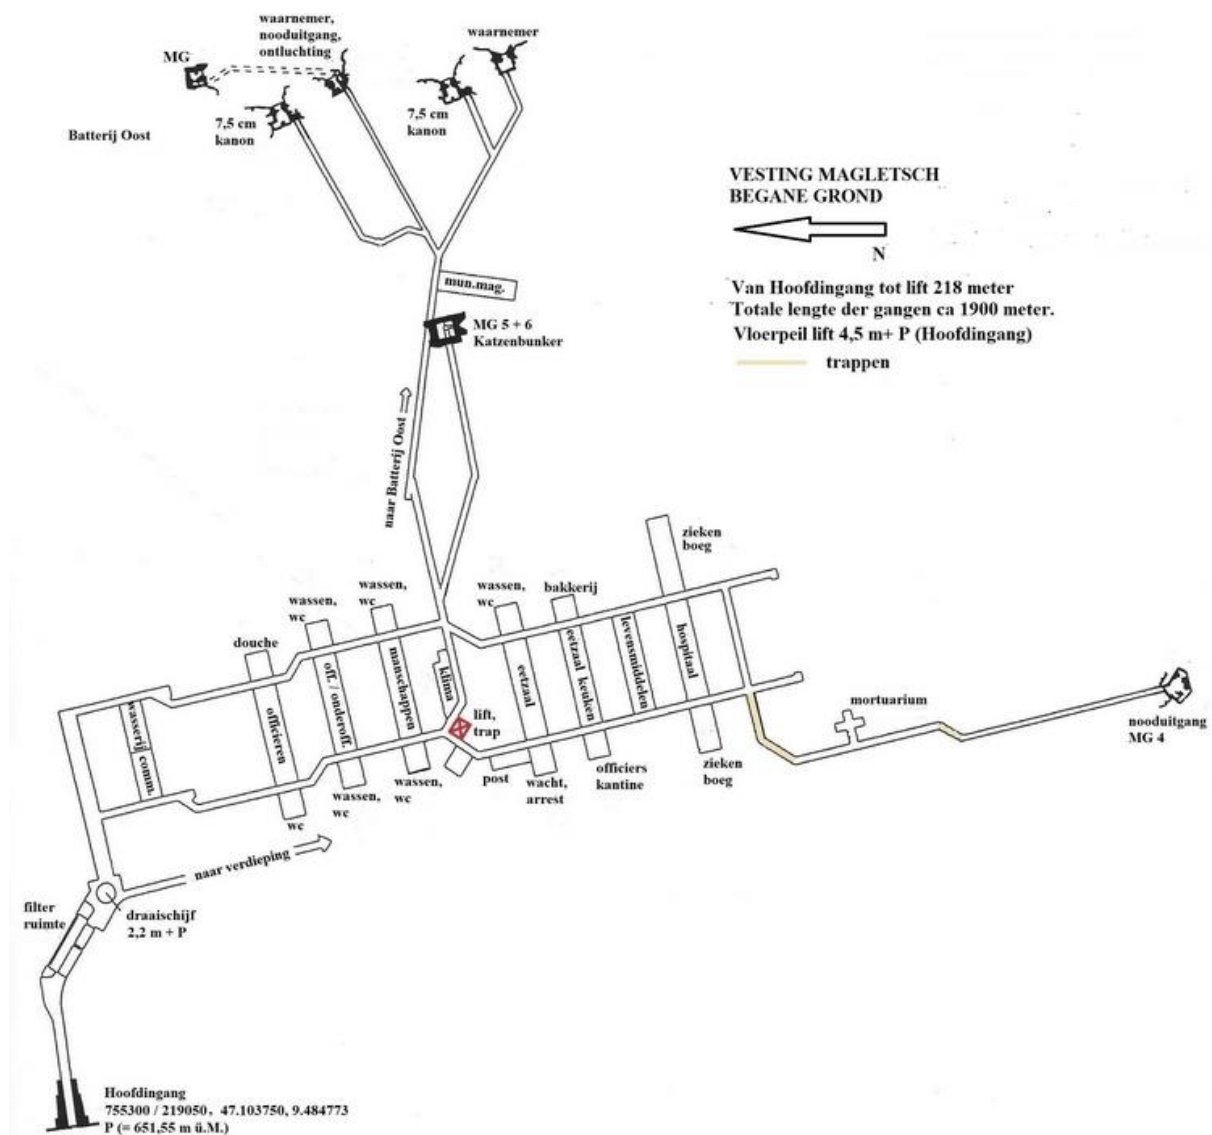 waarnemer,
nooduitgang,
ontluchting
waarnemer
MG
7,5 cm
kanon
7,5 cm
kanon
Batterij Oost
VESTING MAGLETSCH
BEGANE GROND
N
Van Hoofdingang tot lift 218 meter
Totale lengte der gangen ca 1900 meter.
Vloerpeil lift 4,5 m+ P (Hoofdingang)
trappen
mun.mag.
MG 5 + 6
Katzenbunker
naar Batterij Oost
zieken
boeg
wassen,
wc
wassen,
wc
wassen,
wc
bakkerij
douche
wasserij comm.
officieren
off. / onderoff.
manschappen
klima
eetzaal
eetzaal keuken
levensmiddelen
hospitaal
lift,
trap
mortuarium
nooduitgang
MG 4
post
wacht,
arrest
officiers
kantine
zieken
boeg
wassen,
wc
wassen,
wc
wc
naar verdieping
filter
ruimte
draaischijf
2,2 m + P
Hoofdingang
755300 / 219050, 47.103750, 9.484773
P (= 651,55 m ü.M.)